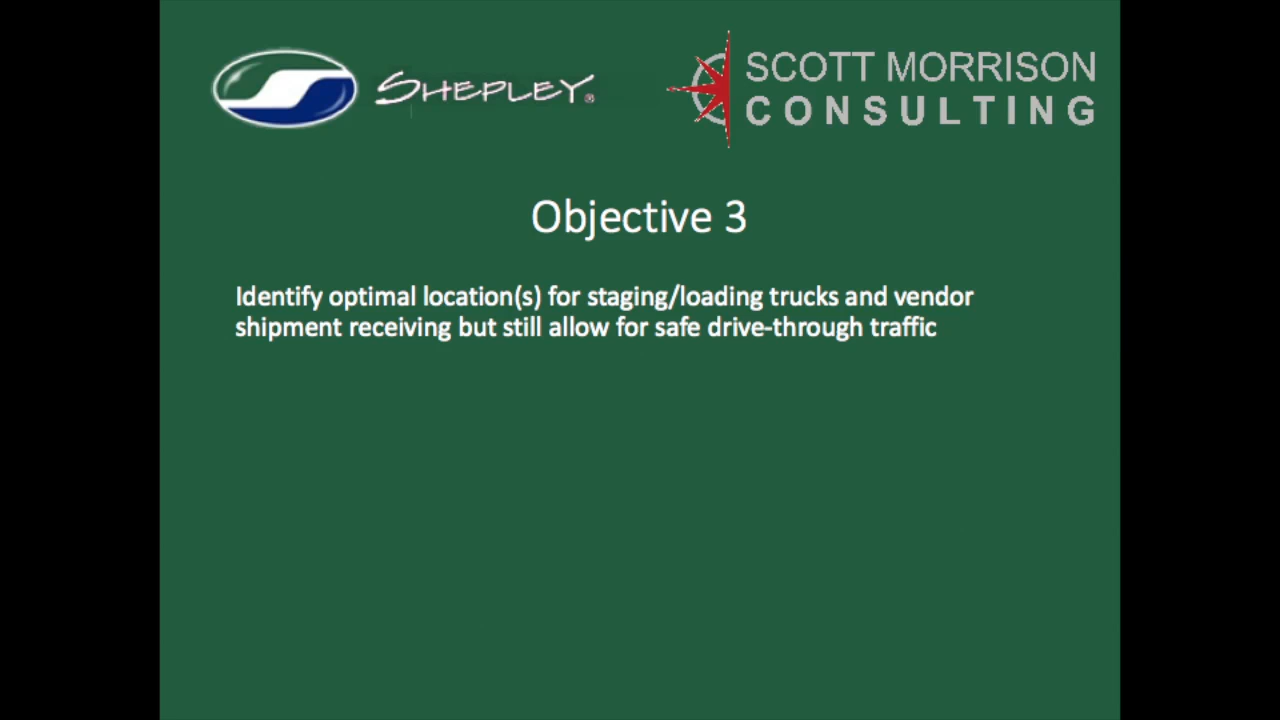 SHEPLEY®
SCOTT MORRISON
CONSULTING
Objective 3
Identify optimal location(s) for staging/loading trucks and vendor
shipment receiving but still allow for safe drive-through traffic